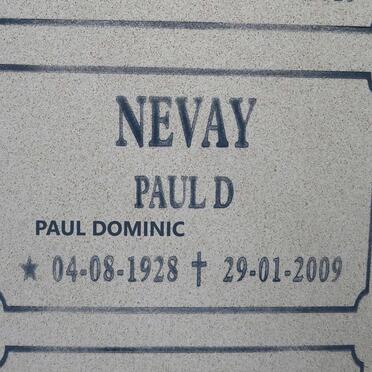 NEVAY
PAUL D
PAUL DOMINIC
★ 04-08-1928 † 29-01-2009